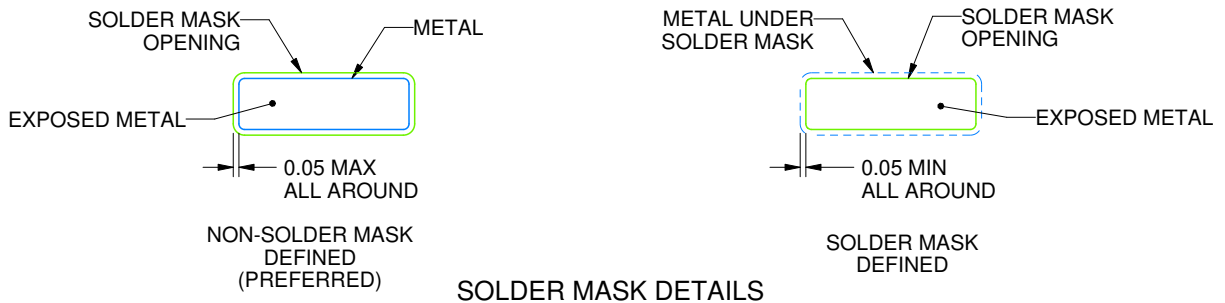 SOLDER MASK
OPENING
METAL
EXPOSED METAL
0.05 MAX
ALL AROUND
NON-SOLDER MASK
DEFINED
(PREFERRED)
METAL UNDER
SOLDER MASK
SOLDER MASK
OPENING
EXPOSED METAL
0.05 MIN
ALL AROUND
SOLDER MASK
DEFINED
SOLDER MASK DETAILS